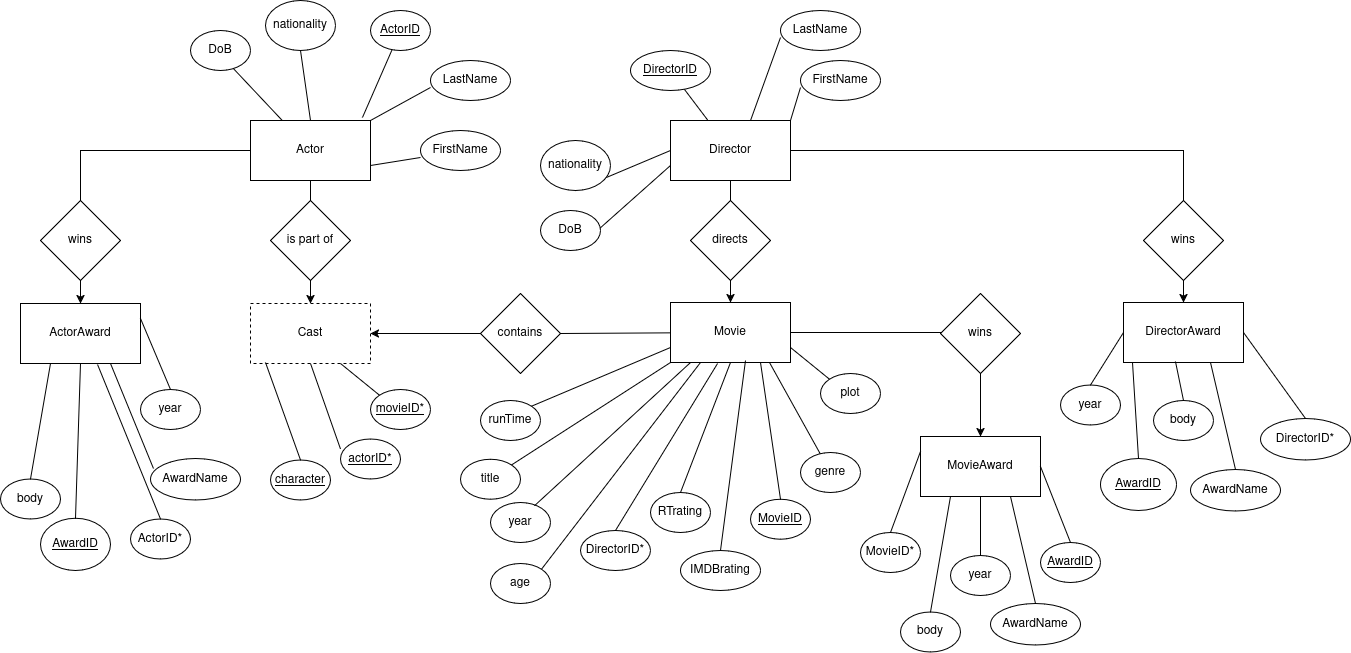 nationality
ActorID
LastName
DoB
DirectorID
LastName
FirstName
Actor
FirstName
Director
nationality
DoB
wins
is part of
directs
wins
ActorAward
Cast
contains
Movie
wins
DirectorAward
year
movieID*
runTime
plot
year
body
DirectorID*
body
AwardID
ActorID*
AwardName
character
actorID*
title
year
age
DirectorID*
RTrating
IMDBrating
MovieID
genre
MovieAward
AwardID
AwardName
MovieID*
body
year
AwardName
AwardID